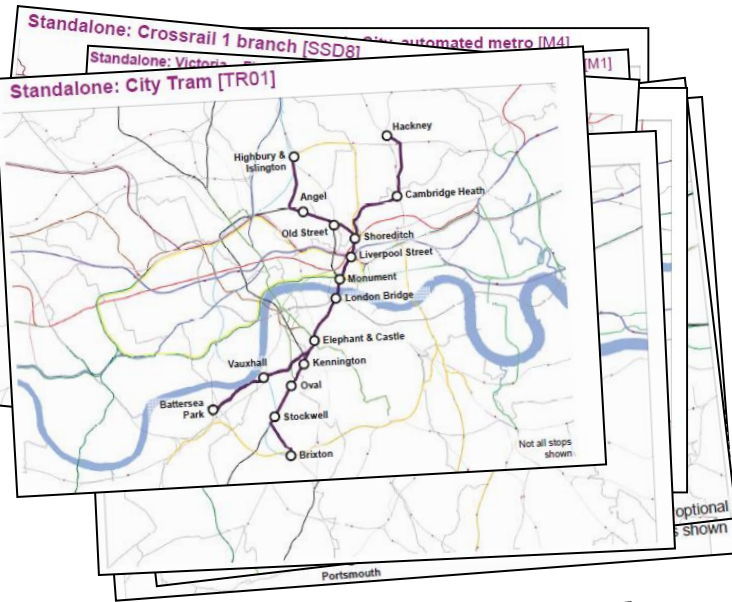 Standalone: Crossrail 1 branch [SSD8]
City, automated metro [M4]
Standalone: Victoria
[M1]
Standalone: City Tram [TR01]
Hackney
Highbury &
Islington
Cambridge Heath
Angel
Old Street
Shoreditch
Liverpool Street
Monument
London Bridge
Elephant & Castle
Vauxhall
Kennington
Oval
Battersea
Park
Stockwell
Brixton
Not all stops
shown
optional
s shown
Portsmouth